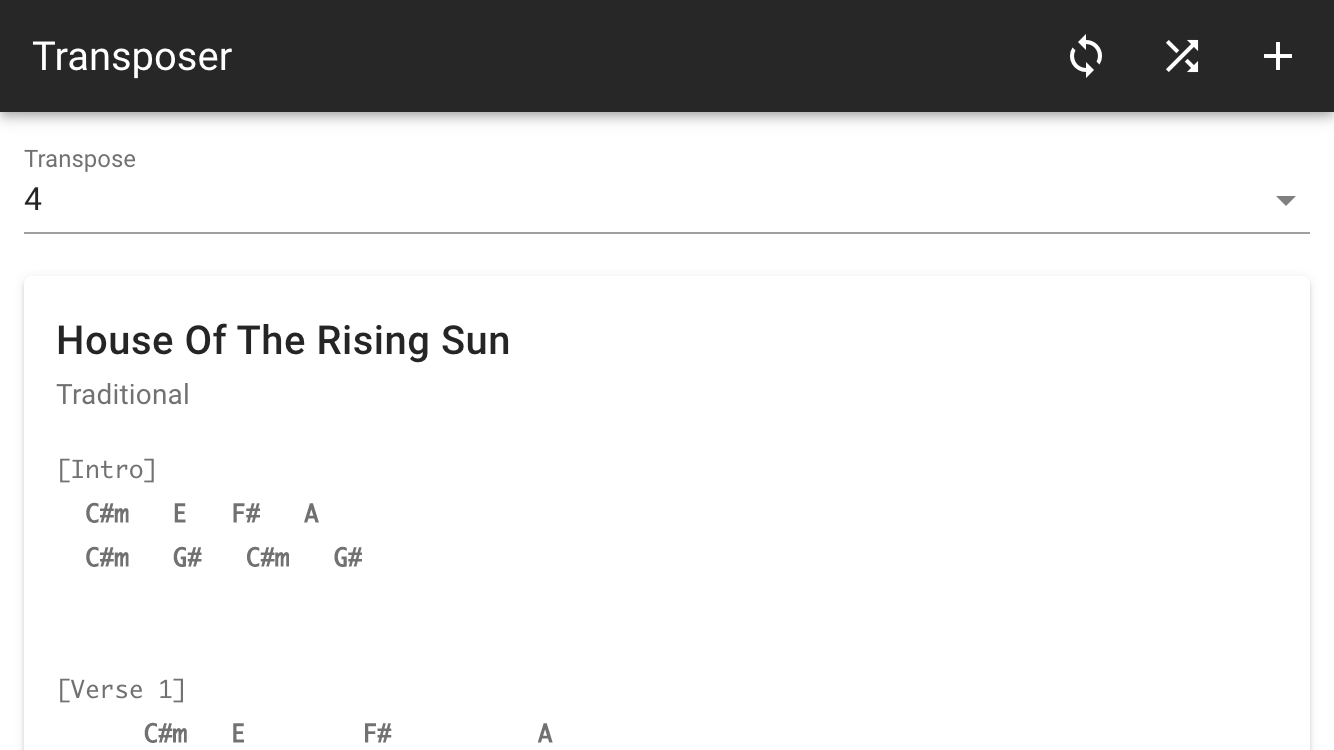 Transposer
Transpose
4
House Of The Rising Sun
Traditional
[Intro]
C#m E F# A
C#m G# C#m G#
[Verse 1]
C#m E F# A